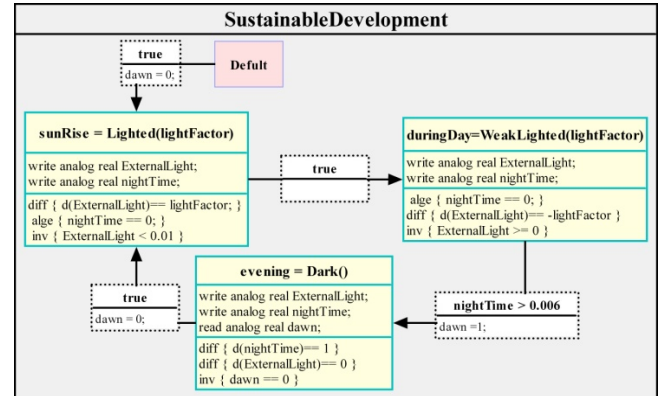 SustainableDevelopment
true
dawn = 0;
Defult
sunRise = Lighted(lightFactor)
write analog real ExternalLight;
write analog real nightTime;
diff { d(ExternalLight)== lightFactor; }
alge { nightTime == 0; }
inv { ExternalLight < 0.01 }
true
duringDay=WeakLighted(lightFactor)
write analog real ExternalLight;
write analog real nightTime;
alge { nightTime == 0; }
diff { d(ExternalLight)== -lightFactor }
inv { ExternalLight >= 0 }
nightTime > 0.006
dawn =1;
evening = Dark()
write analog real ExternalLight;
write analog real nightTime;
read analog real dawn;
diff { d(nightTime)== 1 }
diff { d(ExternalLight)== 0 }
inv { dawn == 0 }
true
dawn = 0;